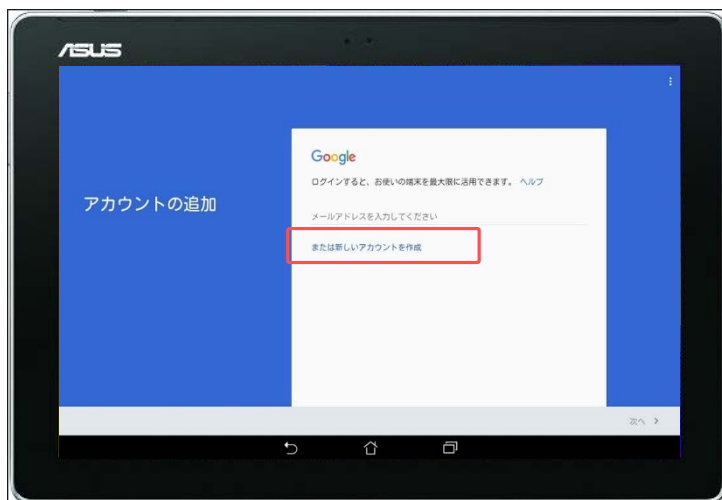 ASUS
アカウントの追加
Google
ログインすると、お使いの端末を最大限に活用できます。 ヘルプ
メールアドレスを入力してください
または新しいアカウントを作成
次へ